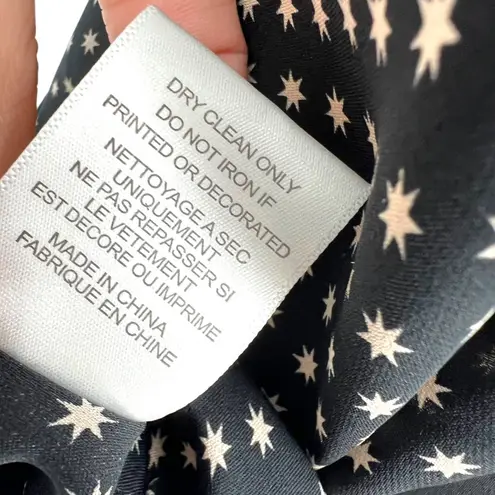 DRY CLEAN ONLY
DO NOT IRON IF
PRINTED OR DECORATED
NETTOYAGE A SEC
UNIQUEMENT
NE PAS REPASSER SI
LE VETEMENT
EST DECORE OU IMPRIME
MADE IN CHINA
FABRIQUE EN CHINE